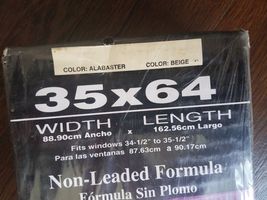 COLOR: ALABASTER COLOR: BEIGE
35x64
WIDTH LENGTH
88.90cm Ancho x 162.56cm Largo
Fits windows 34-1/2" to 35-1/2"
Para las ventanas 87.63cm a 90.17cm
Non-Leaded Formula
Fórmula Sin Plomo